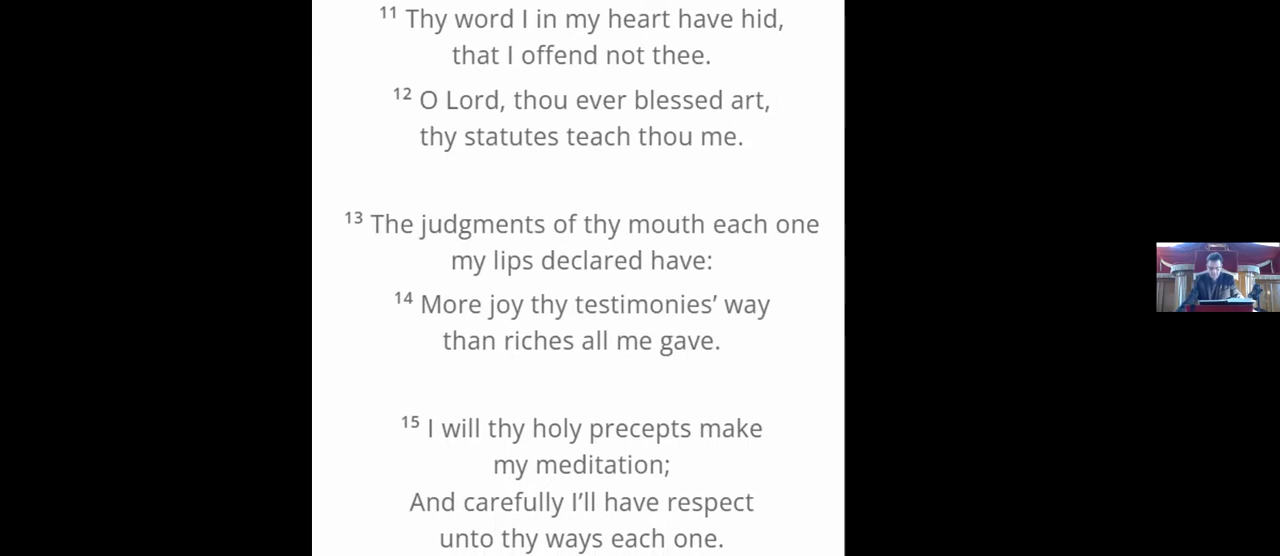 11 Thy word I in my heart have hid,
that I offend not thee.
12 O Lord, thou ever blessed art,
thy statutes teach thou me.
13 The judgments of thy mouth each one
my lips declared have:
14 More joy thy testimonies’ way
than riches all me gave.
15 I will thy holy precepts make
my meditation;
And carefully I’ll have respect
unto thy ways each one.